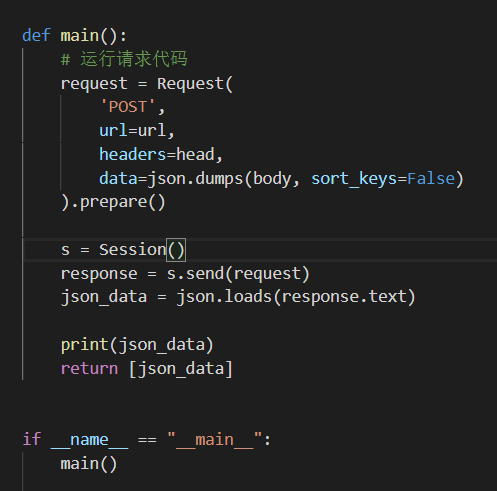 def main():
    # 运行请求代码
    request = Request(
        'POST',
        url=url,
        headers=head,
        data=json.dumps(body, sort_keys=False)
    ).prepare()
    s = Session()
    response = s.send(request)
    json_data = json.loads(response.text)
    print(json_data)
    return [json_data]
if __name__ == "__main__":
    main()